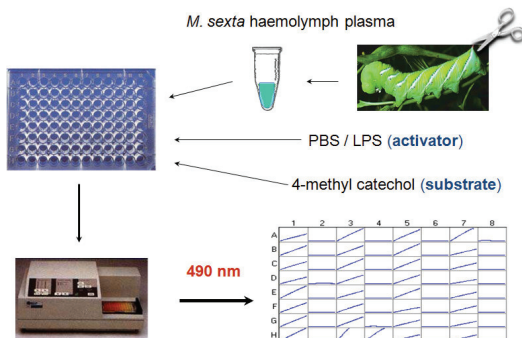 M. sexta haemolymph plasma
PBS / LPS (activator)
4-methyl catechol (substrate)
490 nm
1 2 3 4 5 6 7 8
A
B
C
D
E
F
G
H